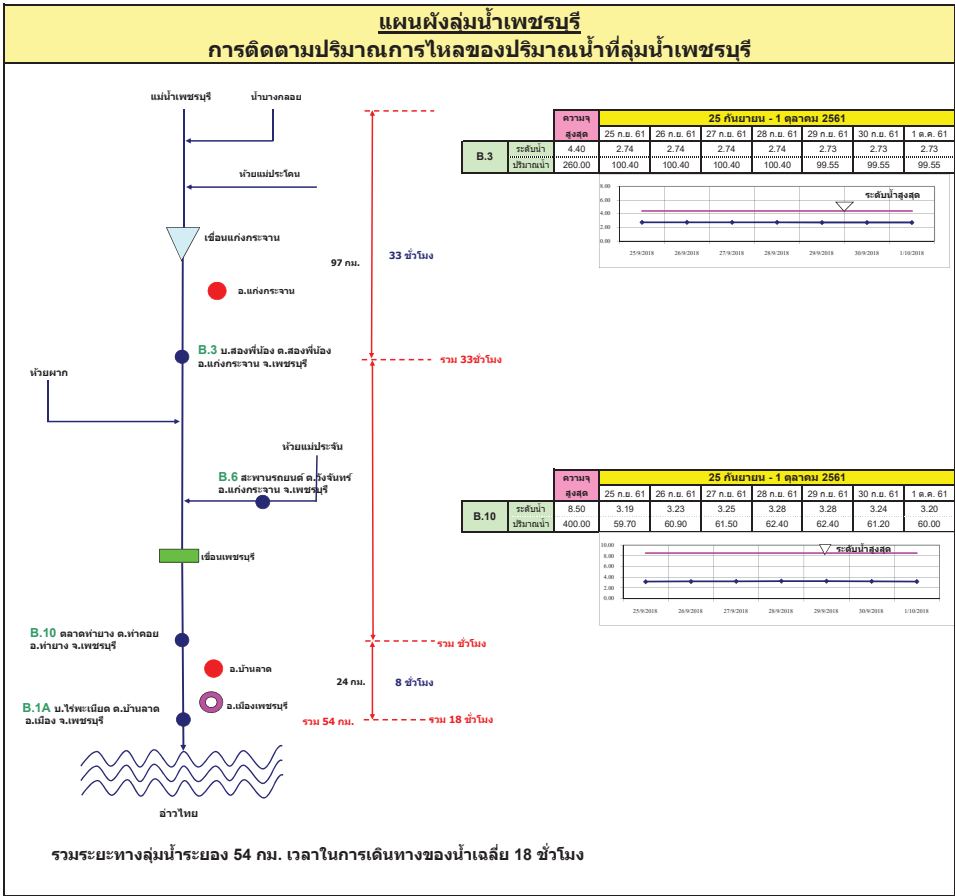 แผนผังลุ่มน้ำเพชรบุรี
การติดตามปริมาณการไหลของปริมาณน้ำที่ลุ่มน้ำเพชรบุรี
แม่น้ำเพชรบุรี
น้ำบางกลอย
ห้วยแม่ประโดน
เขื่อนแก่งกระจาน
อ.แก่งกระจาน
97 กม.
33 ชั่วโมง
B.3 บ.สองพี่น้อง ต.สองพี่น้อง
อ.แก่งกระจาน จ.เพชรบุรี
รวม 33ชั่วโมง
ห้วยผาก
ห้วยแม่ประจัน
B.6 สะพานรถยนต์ ต.วังจันทร์
อ.แก่งกระจาน จ.เพชรบุรี
เขื่อนเพชรบุรี
B.10 ตลาดท่ายาง ต.ท่าคอย
อ.ท่ายาง จ.เพชรบุรี
รวม ชั่วโมง
อ.บ้านลาด
24 กม.
8 ชั่วโมง
อ.เมืองเพชรบุรี
B.1A บ.ไร่พะเนียด ต.บ้านลาด
อ.เมือง จ.เพชรบุรี
รวม 54 กม.
รวม 18 ชั่วโมง
อ่าวไทย
รวมระยะทางลุ่มน้ำระยอง 54 กม. เวลาในการเดินทางของน้ำเฉลี่ย 18 ชั่วโมง
ความจุ
สูงสุด
25 กันยายน - 1 ตุลาคม 2561
25 ก.ย. 61 26 ก.ย. 61 27 ก.ย. 61 28 ก.ย. 61 29 ก.ย. 61 30 ก.ย. 61 1 ต.ค. 61
B.3
ระดับน้ำ 4.40 2.74 2.74 2.74 2.74 2.73 2.73 2.73
ปริมาณน้ำ 260.00 100.40 100.40 100.40 100.40 99.55 99.55 99.55
ระดับน้ำสูงสุด
8.00
6.00
4.00
2.00
0.00
25/9/2018 26/9/2018 27/9/2018 28/9/2018 29/9/2018 30/9/2018 1/10/2018
ความจุ
สูงสุด
25 กันยายน - 1 ตุลาคม 2561
25 ก.ย. 61 26 ก.ย. 61 27 ก.ย. 61 28 ก.ย. 61 29 ก.ย. 61 30 ก.ย. 61 1 ต.ค. 61
B.10
ระดับน้ำ 8.50 3.19 3.23 3.25 3.28 3.28 3.24 3.20
ปริมาณน้ำ 400.00 59.70 60.90 61.50 62.40 62.40 61.20 60.00
ระดับน้ำสูงสุด
10.00
8.00
6.00
4.00
2.00
0.00
25/9/2018 26/9/2018 27/9/2018 28/9/2018 29/9/2018 30/9/2018 1/10/2018